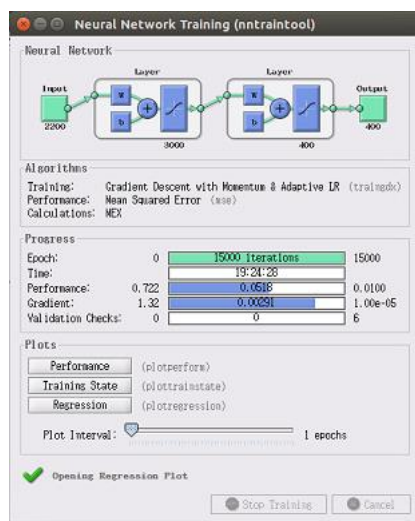 Neural Network Training (nntraintool)
Neural Network
Layer Layer
Input Output
W W
b b
2200 3000 400 400
Algorithms
Training: Gradient Descent with Momentum & Adaptive LR (traingdx)
Performance: Mean Squared Error (mse)
Calculations: MEX
Progress
Epoch: 0 15000 iterations 15000
Time: 19:24:28
Performance: 0.722 0.0518 0.0100
Gradient: 1.32 0.00291 1.00e-05
Validation Checks: 0 0 6
Plots
Performance (plotperform)
Training State (plottrainstate)
Regression (plotregression)
Plot Interval: 1 epochs
Opening Regression Plot
Stop Training Cancel